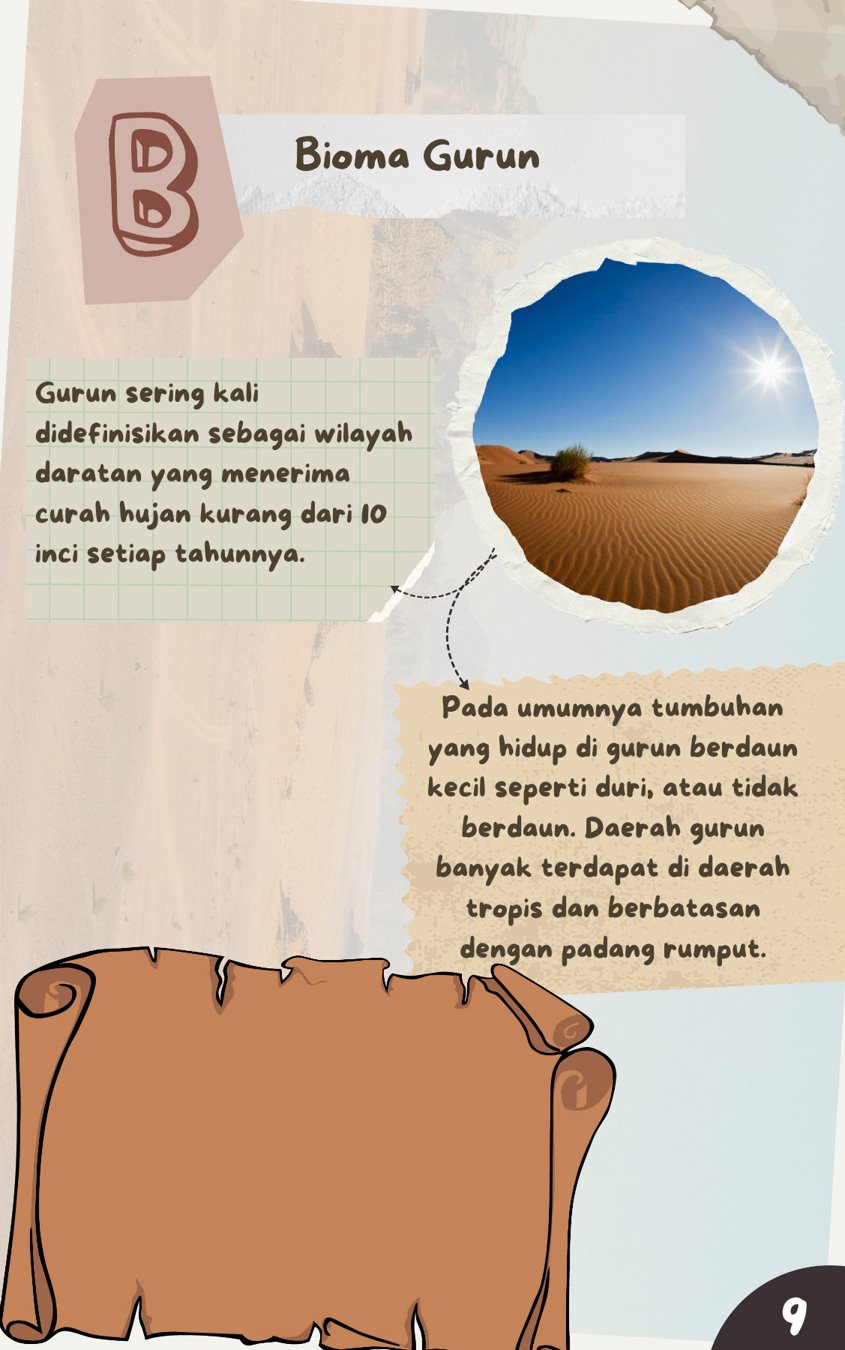 B
Bioma Gurun
Gurun sering kali
didefinisikan sebagai wilayah
daratan yang menerima
curah hujan kurang dari 10
inci setiap tahunnya.
Pada umumnya tumbuhan
yang hidup di gurun berdaun
kecil seperti duri, atau tidak
berdaun. Daerah gurun
banyak terdapat di daerah
tropis dan berbatasan
dengan padang rumput.
9